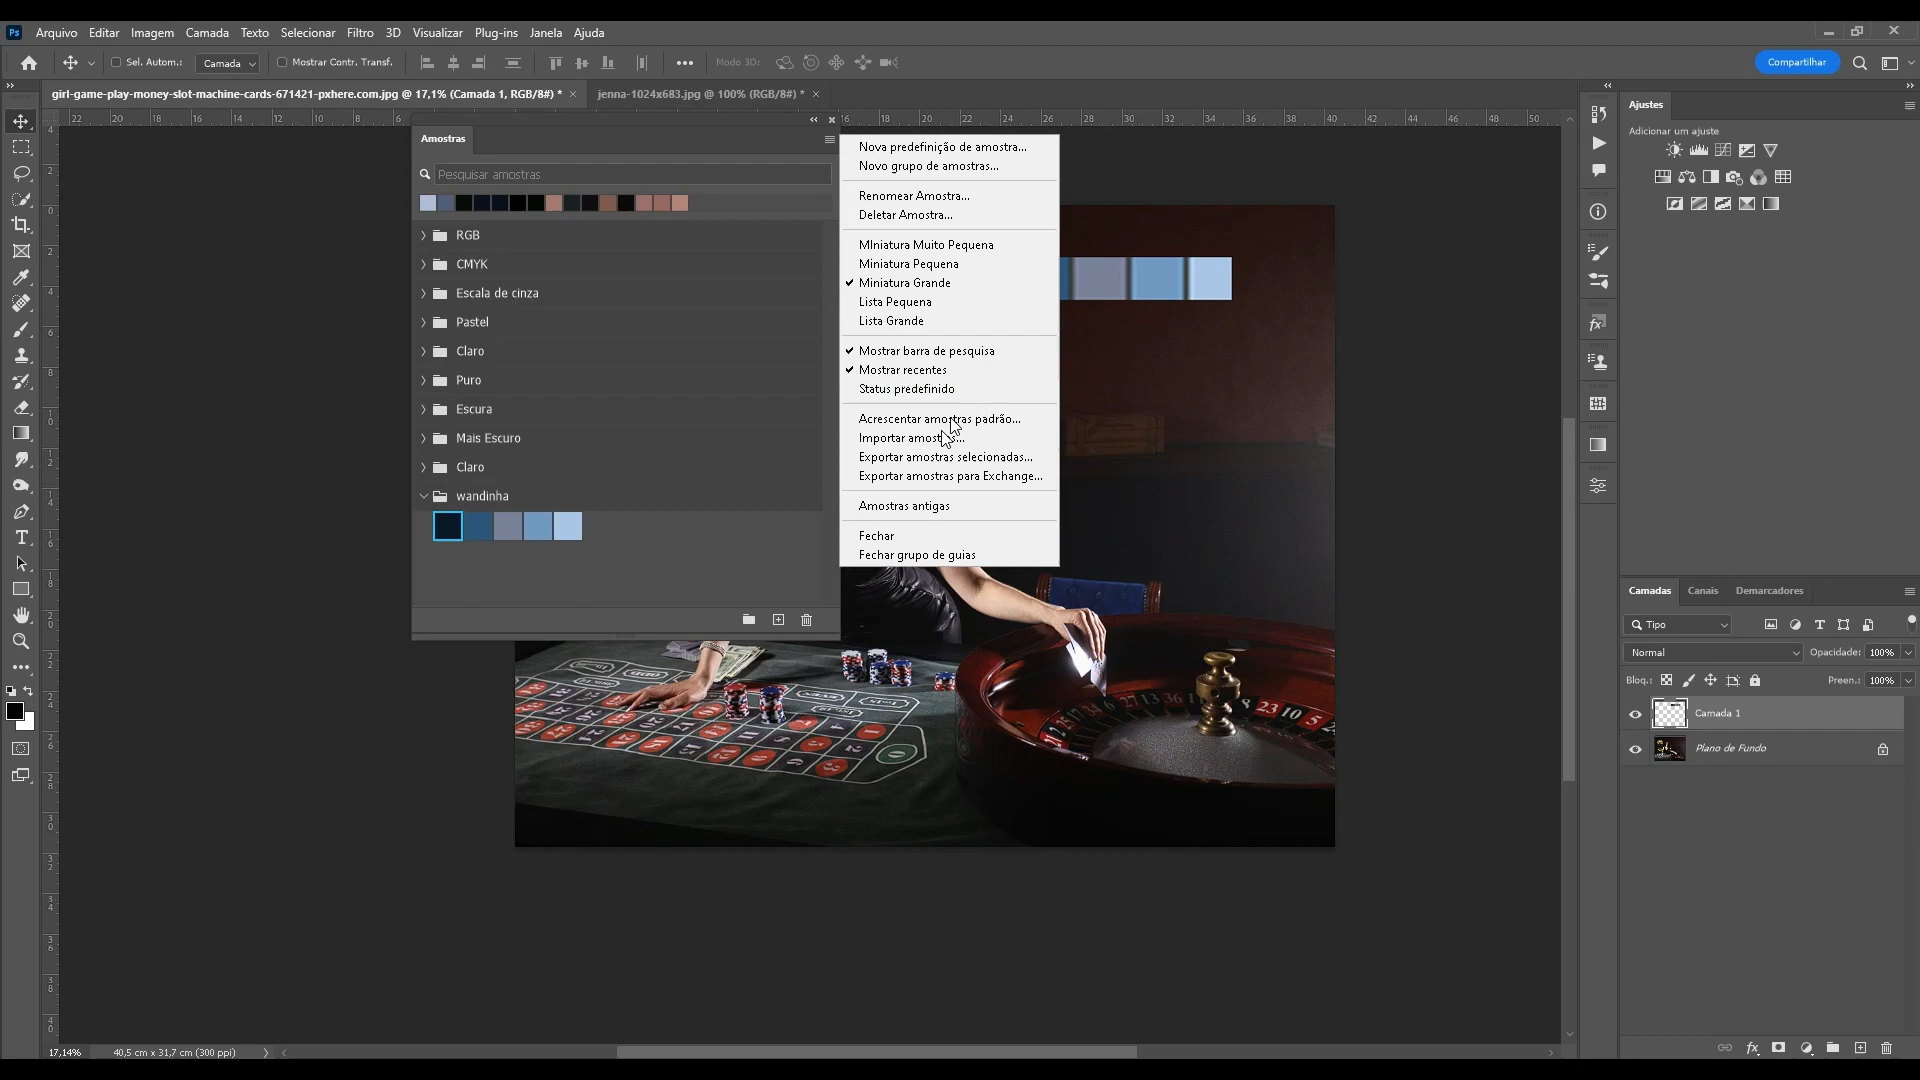 Ps Arquivo Editar Imagem Camada Texto Selecionar Filtro 3D Visualizar Plug-ins Janela Ajuda
Sel. Autom.: Camada Mostrar Contr. Transf. Modo 3D: Compartilhar
girl-game-play-money-slot-machine-cards-671421-pxhere.com.jpg @ 17,1% (Camada 1, RGB/8#) * jenna-1024x683.jpg @ 100% (RGB/8#) *
Amostras
Pesquisar amostras
RGB
CMYK
Escala de cinza
Pastel
Claro
Puro
Escura
Mais Escuro
Claro
wandinha
Nova predefinição de amostra...
Novo grupo de amostras...
Renomear Amostra...
Deletar Amostra...
MIniatura Muito Pequena
Miniatura Pequena
Miniatura Grande
Lista Pequena
Lista Grande
Mostrar barra de pesquisa
Mostrar recentes
Status predefinido
Acrescentar amostras padrão...
Importar amostras...
Exportar amostras selecionadas...
Exportar amostras para Exchange...
Amostras antigas
Fechar
Fechar grupo de guias
Ajustes
Adicionar um ajuste
Camadas Canais Demarcadores
Tipo
Normal Opacidade: 100%
Bloq.: Preen.: 100%
Camada 1
Plano de Fundo
17,14% 40,5 cm x 31,7 cm (300 ppi)